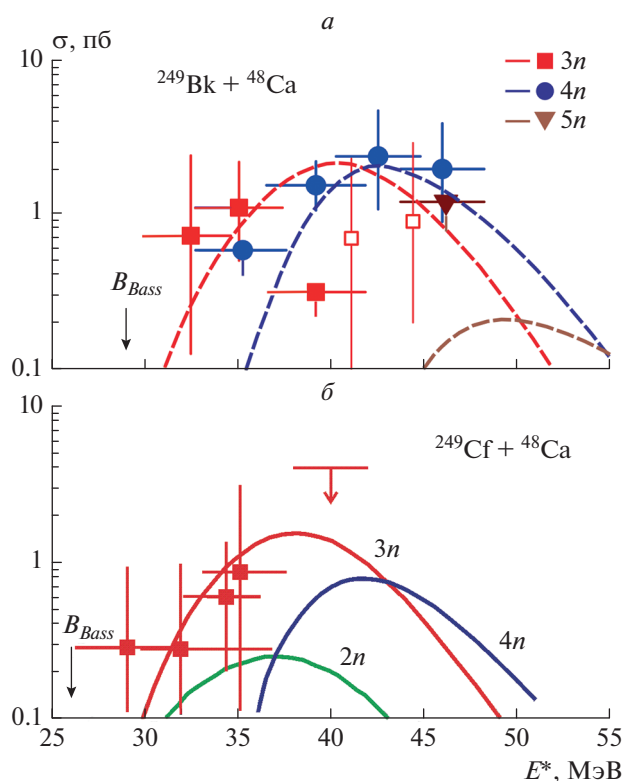 а
σ, пб
10
1
0.1
²⁴⁹Bk + ⁴⁸Ca
3n
4n
5n
B_Bass
б
10
1
0.1
²⁴⁹Cf + ⁴⁸Ca
B_Bass
3n
2n
4n
25 30 35 40 45 50 55
E*, МэВ